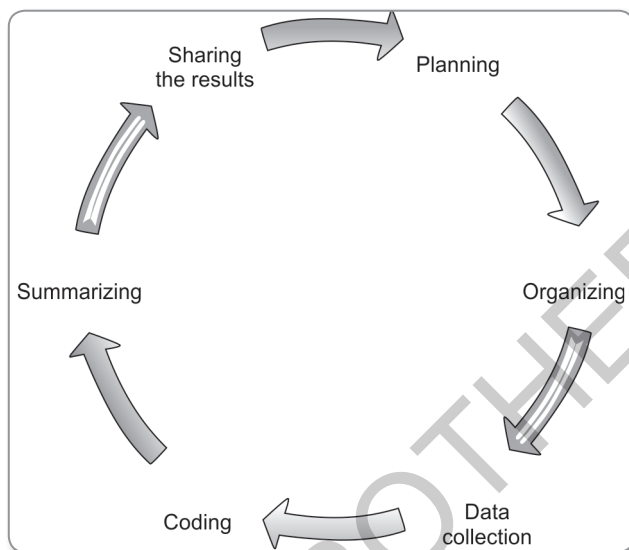 Sharing
the results
Planning
Summarizing
Organizing
Coding
Data
collection